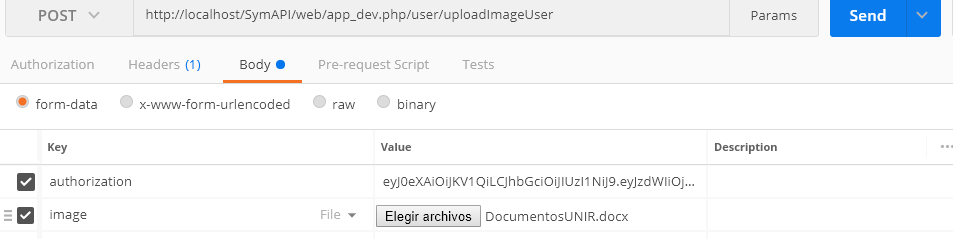 POST http://localhost/SymAPI/web/app_dev.php/user/uploadImageUser Params Send
Authorization Headers (1) Body Pre-request Script Tests
form-data x-www-form-urlencoded raw binary
Key Value Description ...
authorization eyJ0eXAiOiJKV1QiLCJhbGciOiJIUzI1NiJ9.eyJzdWIiOj...
image File Elegir archivos DocumentosUNIR.docx